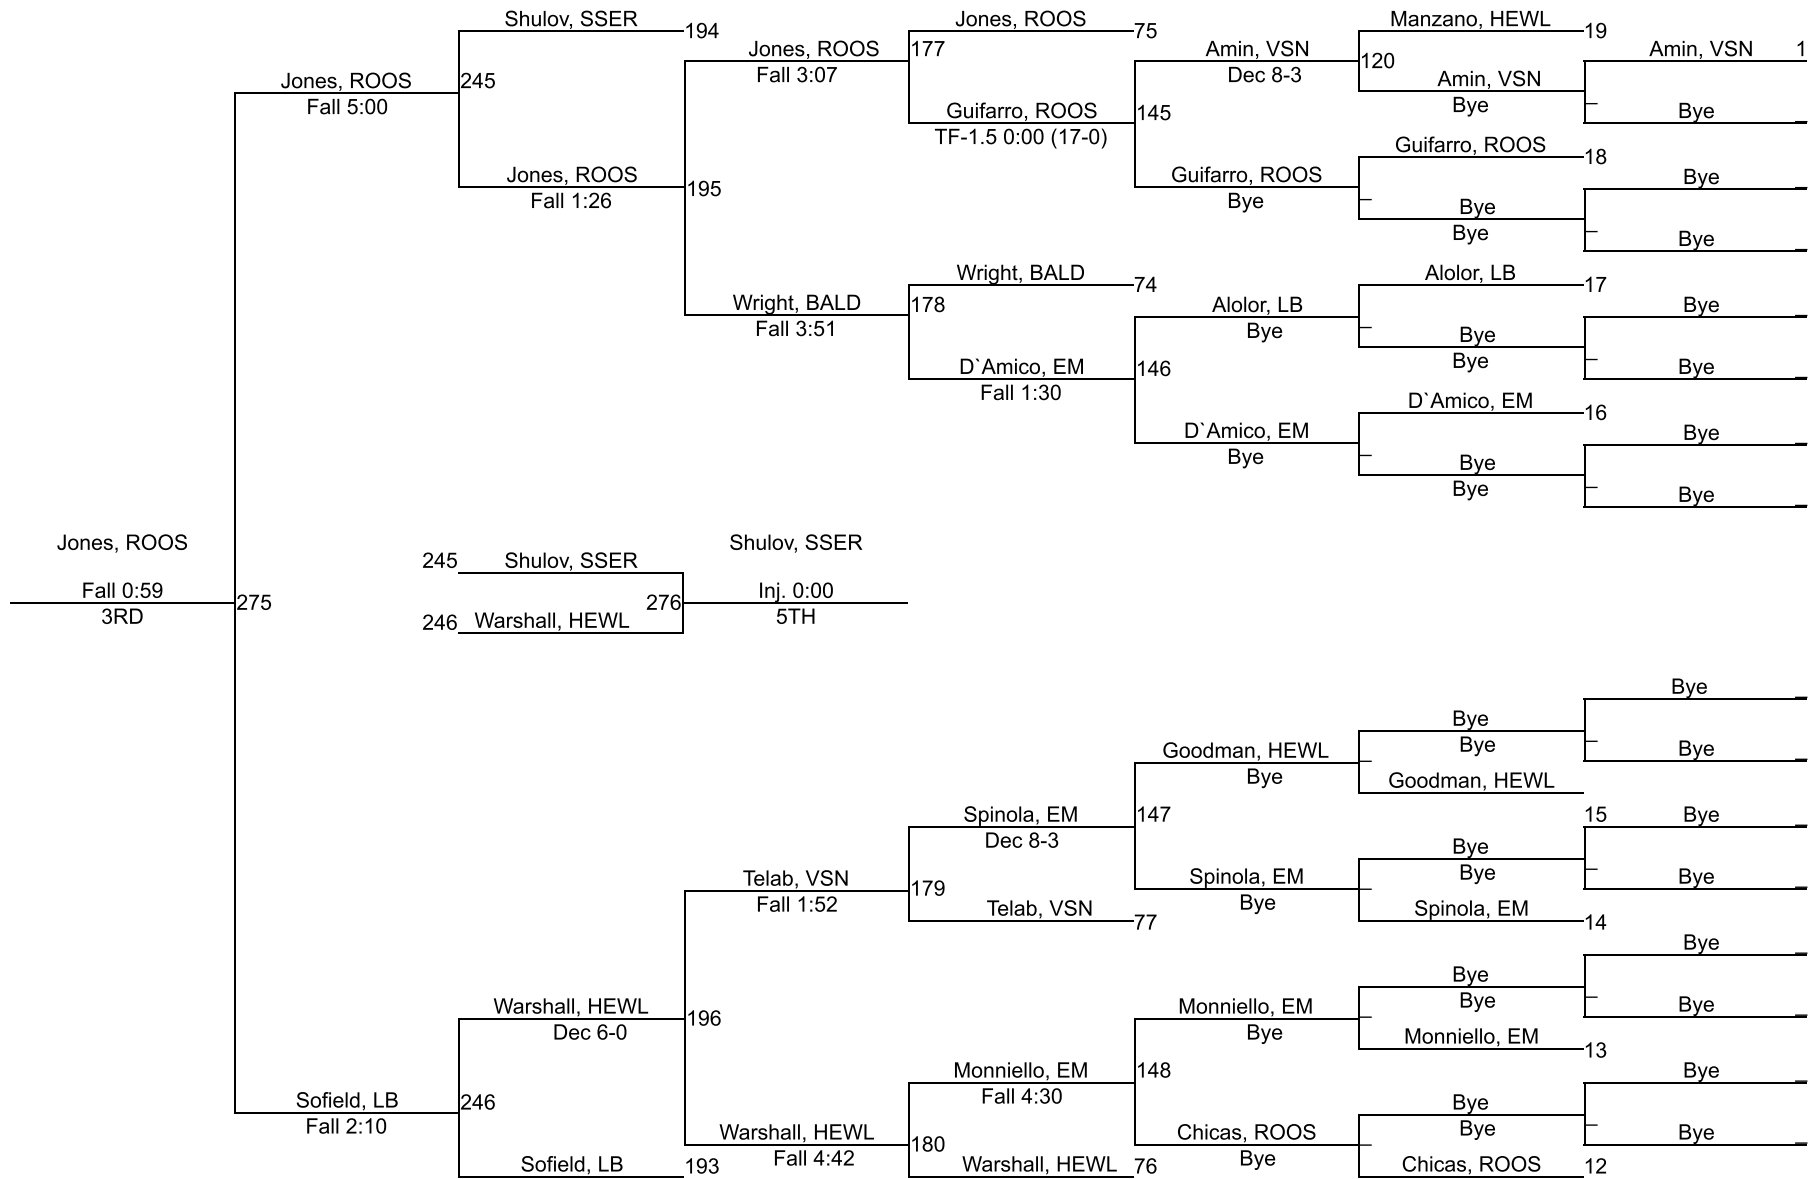 Shulov, SSER 194 Jones, ROOS 75 Manzano, HEWL 19
Jones, ROOS 177 Amin, VSN 120 Amin, VSN 1
Jones, ROOS 245 Fall 3:07 Dec 8-3 Amin, VSN
Fall 5:00 Guifarro, ROOS 145 Bye Bye
TF-1.5 0:00 (17-0)
Guifarro, ROOS 18
Jones, ROOS 195 Guifarro, ROOS Bye
Fall 1:26 Bye Bye
Bye Bye
Wright, BALD 74 Alolor, LB 17
Wright, BALD 178 Alolor, LB Bye
Fall 3:51 Bye Bye
D`Amico, EM 146 Bye Bye
Fall 1:30
D`Amico, EM 16
D`Amico, EM Bye
Bye Bye
Bye Bye
Jones, ROOS Shulov, SSER
245 Shulov, SSER
Fall 0:59 275 276 Inj. 0:00
3RD 246 Warshall, HEWL 5TH
Bye
Bye
Goodman, HEWL Bye Bye
Bye Goodman, HEWL
Spinola, EM 147 15 Bye
Dec 8-3 Bye
Telab, VSN 179 Spinola, EM Bye Bye
Fall 1:52 Bye
Telab, VSN 77 Spinola, EM 14
Bye
Bye
Warshall, HEWL 196 Monniello, EM Bye Bye
Dec 6-0 Bye
Monniello, EM 13
Monniello, EM 148 Bye
Sofield, LB 246 Fall 4:30 Bye
Fall 2:10 Warshall, HEWL 180 Chicas, ROOS Bye Bye
Fall 4:42 Bye
Sofield, LB 193 Warshall, HEWL 76 Chicas, ROOS 12